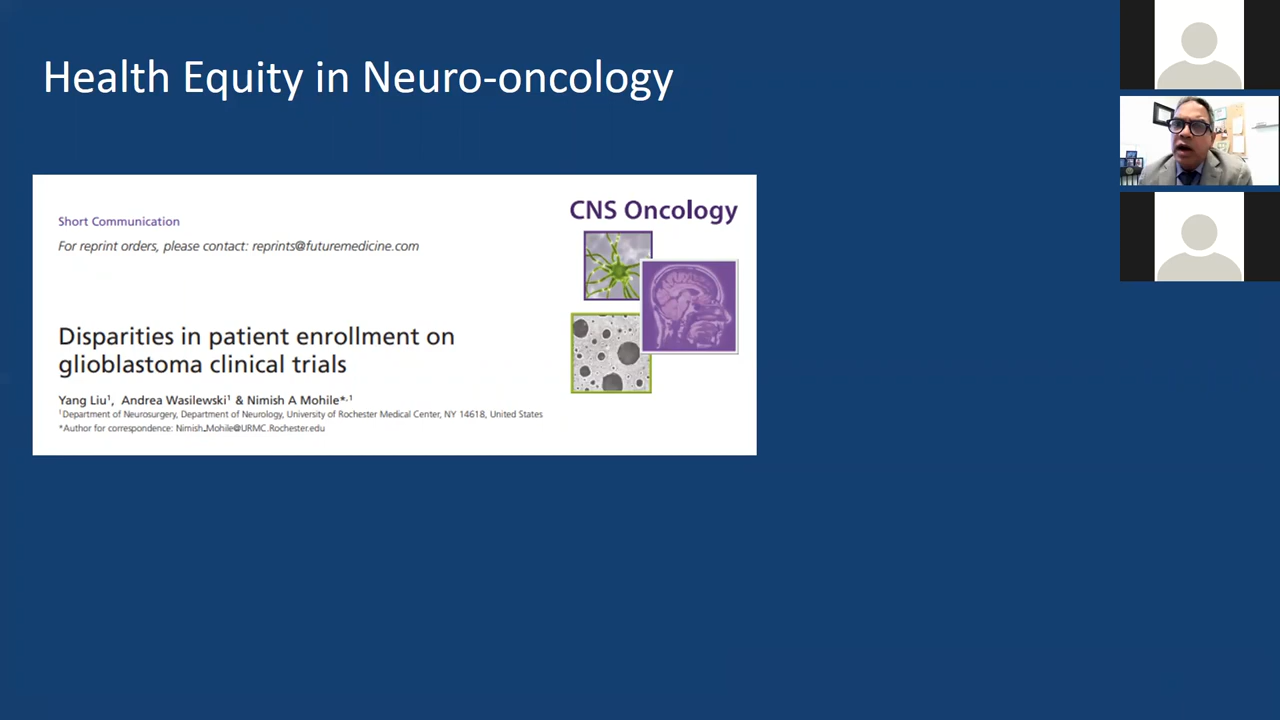 Health Equity in Neuro-oncology
Short Communication
CNS Oncology
For reprint orders, please contact: reprints@futuremedicine.com
Disparities in patient enrollment on
glioblastoma clinical trials
Yang Liu¹, Andrea Wasilewski¹ & Nimish A Mohile*,¹
¹Department of Neurosurgery, Department of Neurology, University of Rochester Medical Center, NY 14618, United States
*Author for correspondence: Nimish_Mohile@URMC.Rochester.edu